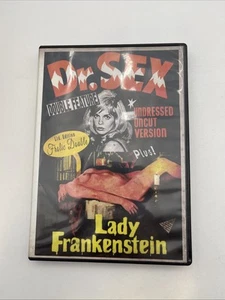 Dr. SEX
DOUBLE FEATURE!
UNDRESSED
UNCUT
VERSION
Plus!
Lady
Frankenstein